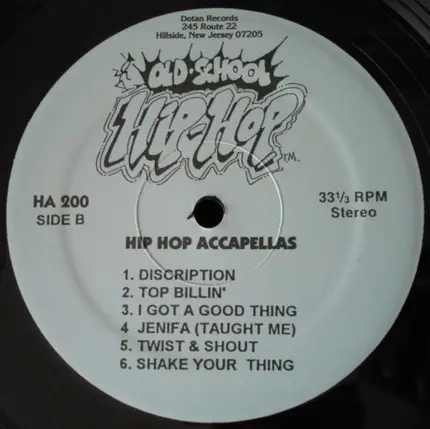 Dotan Records
245 Route 22
Hillside, New Jersey 07205
OLD-SCHOOL
HIP-HOP
T.M.
HA 200
SIDE B
33⅓ RPM
Stereo
HIP HOP ACCAPELLAS
1. DISCRIPTION
2. TOP BILLIN'
3. I GOT A GOOD THING
4 JENIFA (TAUGHT ME)
5. TWIST & SHOUT
6. SHAKE YOUR THING